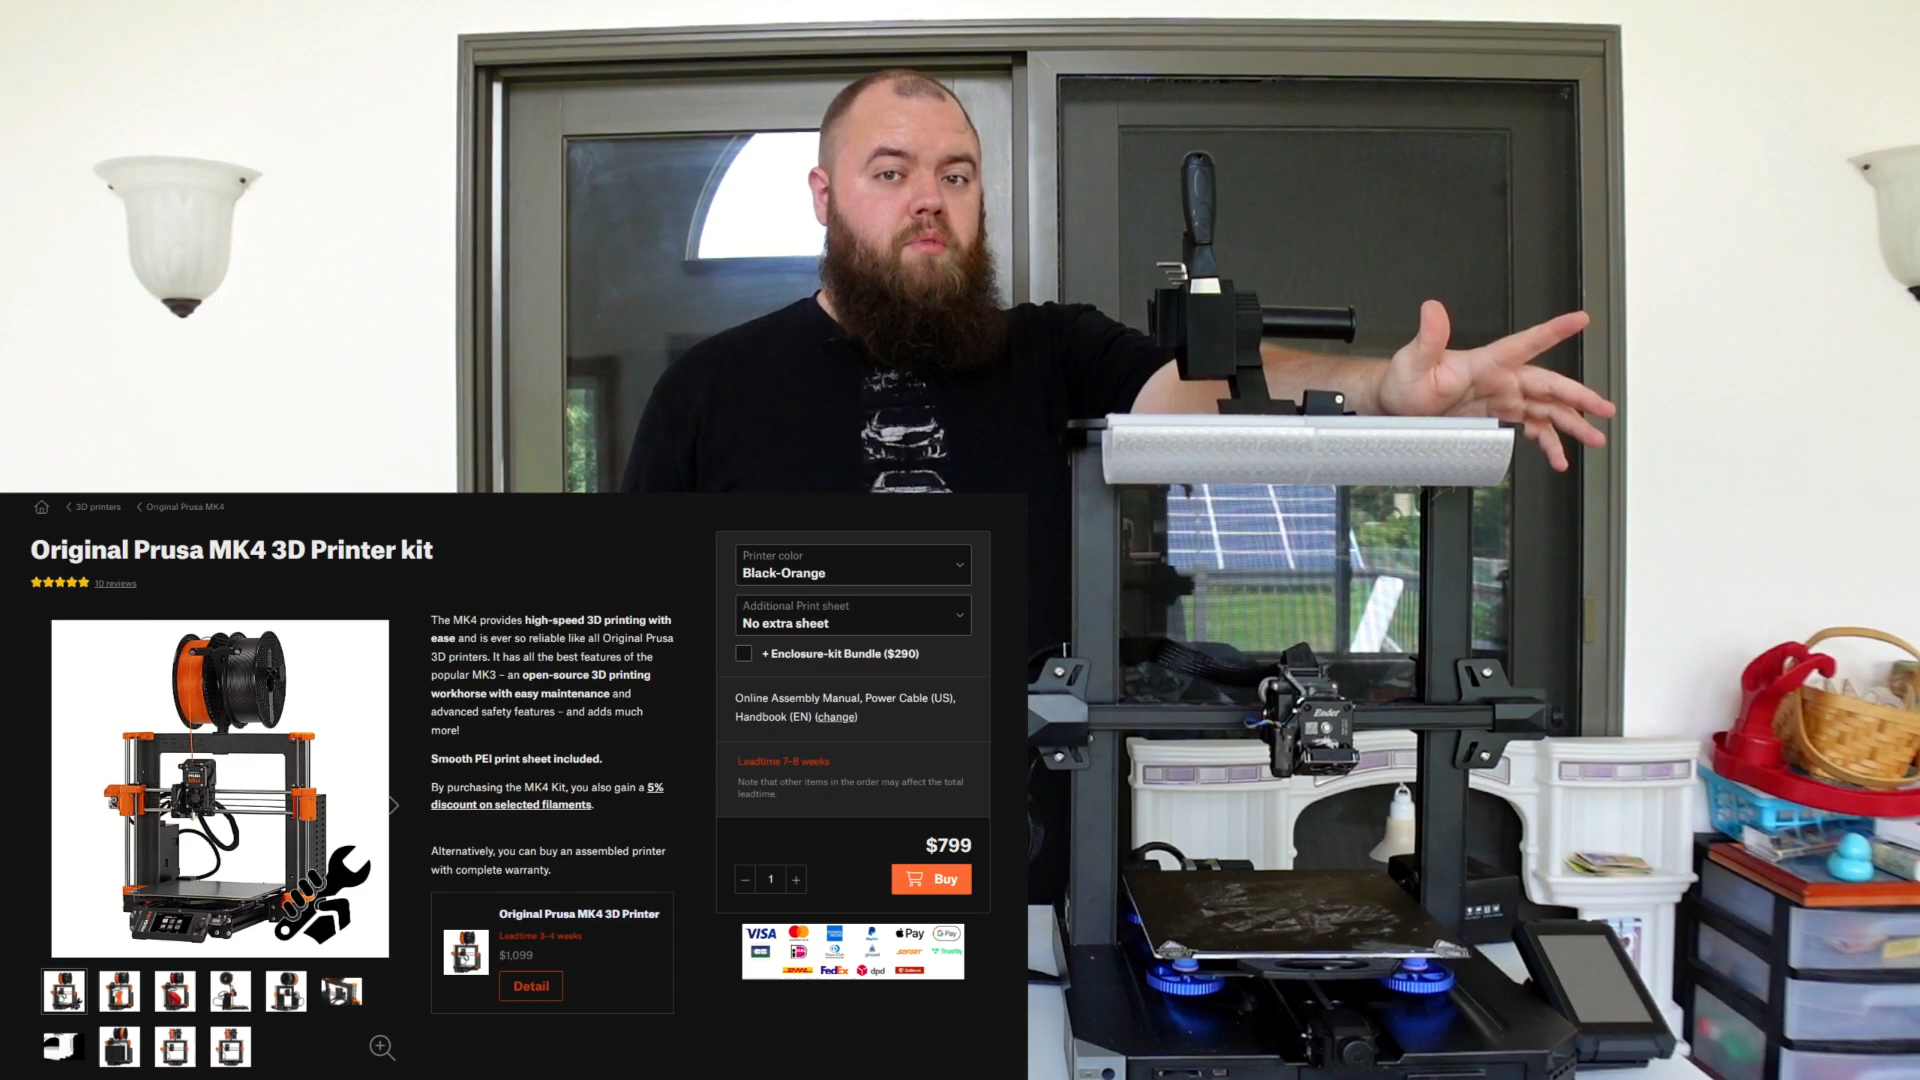 3D printers
Original Prusa MK4
Original Prusa MK4 3D Printer kit
10 reviews
The MK4 provides high-speed 3D printing with
ease and is ever so reliable like all Original Prusa
3D printers. It has all the best features of the
popular MK3 – an open-source 3D printing
workhorse with easy maintenance and
advanced safety features – and adds much
more!
Smooth PEI print sheet included.
By purchasing the MK4 Kit, you also gain a 5%
discount on selected filaments.
Alternatively, you can buy an assembled printer
with complete warranty.
Original Prusa MK4 3D Printer
Leadtime 3-4 weeks
$1,099
Detail
Printer color
Black-Orange
Additional Print sheet
No extra sheet
+ Enclosure-kit Bundle ($290)
Online Assembly Manual, Power Cable (US),
Handbook (EN) (change)
Leadtime 7-8 weeks
Note that other items in the order may affect the total
leadtime.
$799
1
Buy
VISA
Pay
G Pay
SOFORT
Trustly
DHL
FedEx
dpd
Ender